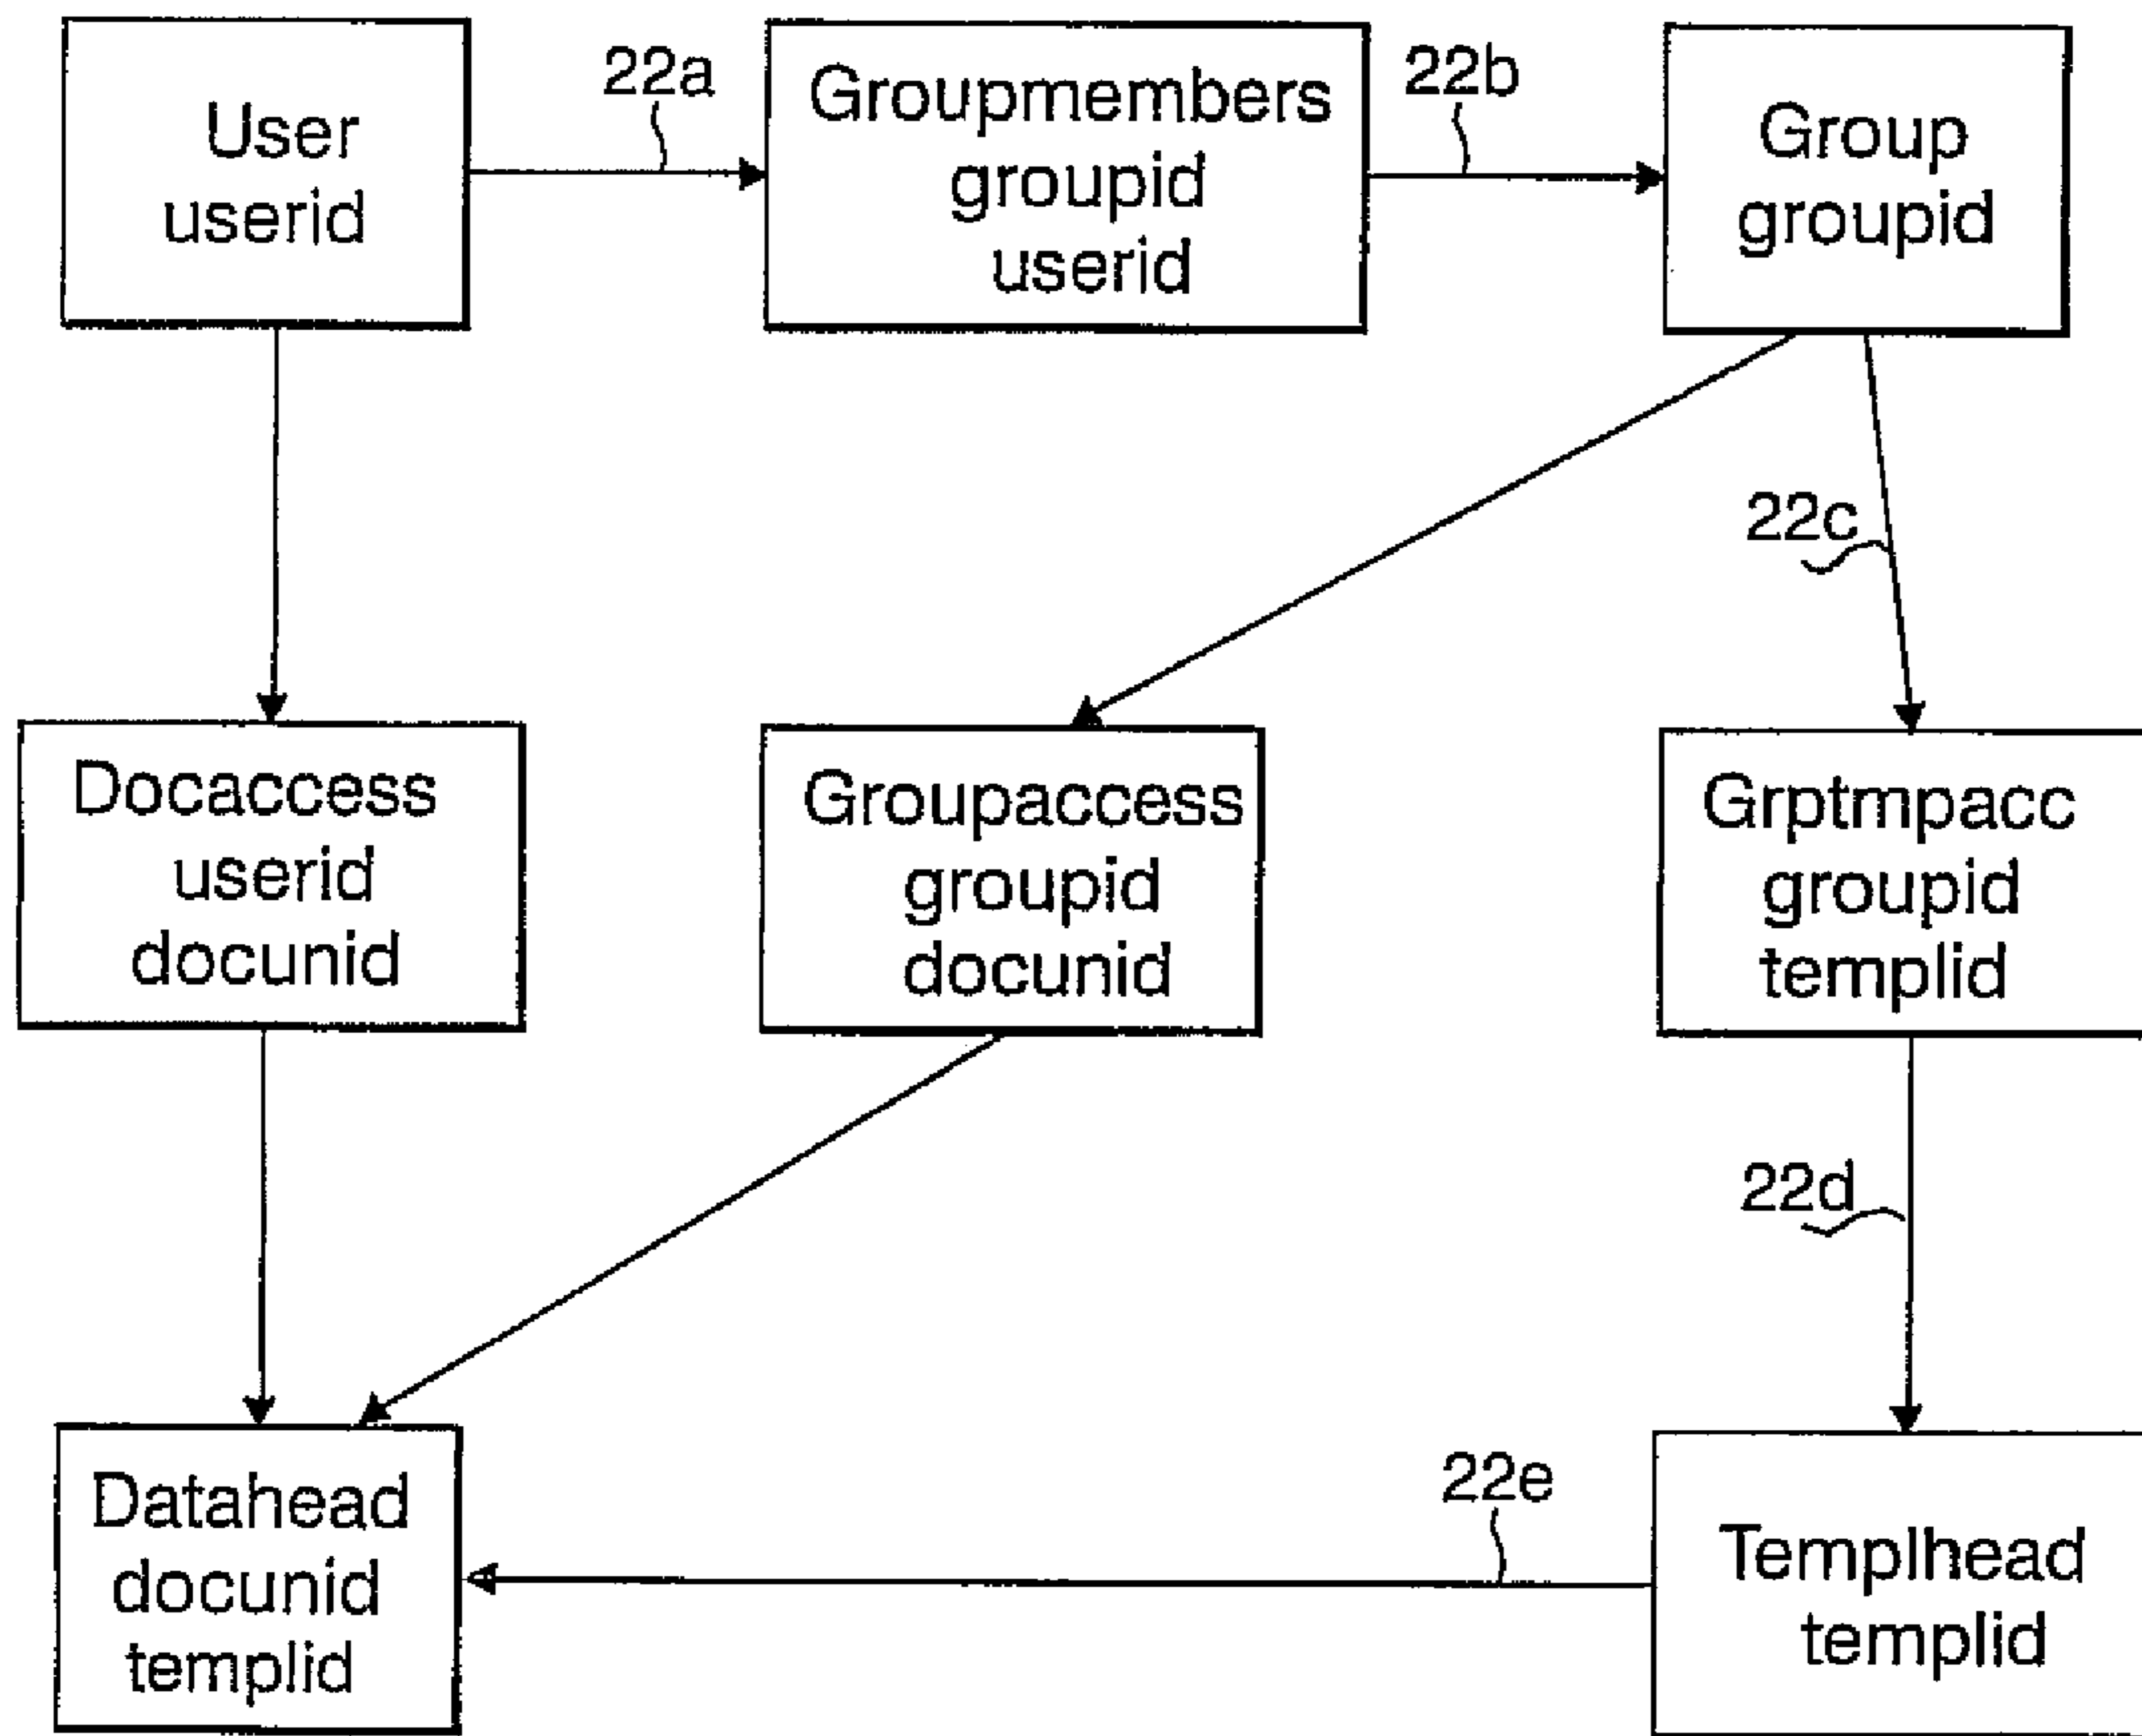 User
userid
22a
Groupmembers
groupid
userid
22b
Group
groupid
22c
Docaccess
userid
docunid
Groupaccess
groupid
docunid
Grptmpacc
groupid
templid
22d
Datahead
docunid
templid
22e
Templhead
templid